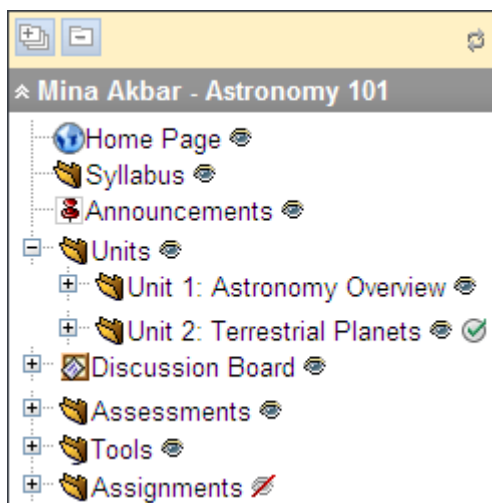 Mina Akbar - Astronomy 101
Home Page
Syllabus
Announcements
Units
Unit 1: Astronomy Overview
Unit 2: Terrestrial Planets
Discussion Board
Assessments
Tools
Assignments